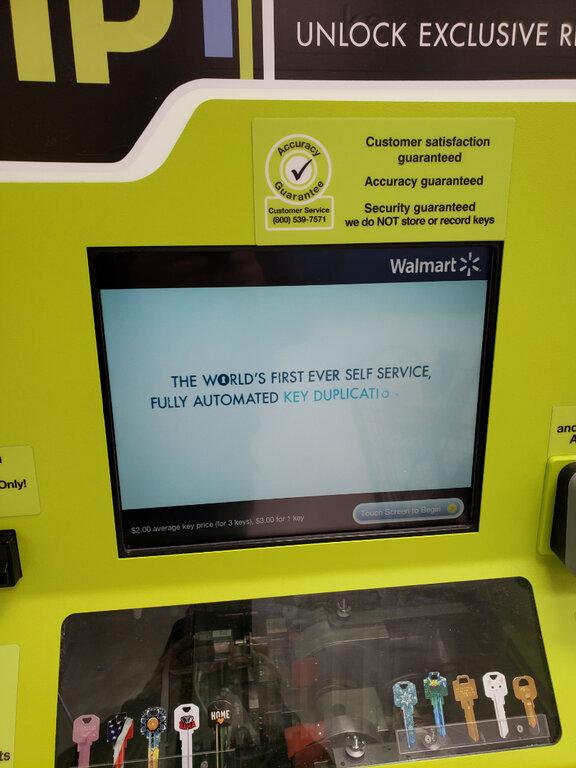 UNLOCK EXCLUSIVE
Accuracy
Guarantee
Customer Service
(800) 539-7571
Customer satisfaction
guaranteed
Accuracy guaranteed
Security guaranteed
we do NOT store or record keys
Walmart
THE WORLD'S FIRST EVER SELF SERVICE,
FULLY AUTOMATED KEY DUPLICATIO
$2.00 average key price (for 3 keys), $3.00 for 1 key
Touch Screen to Begin
Only!
and
HOME